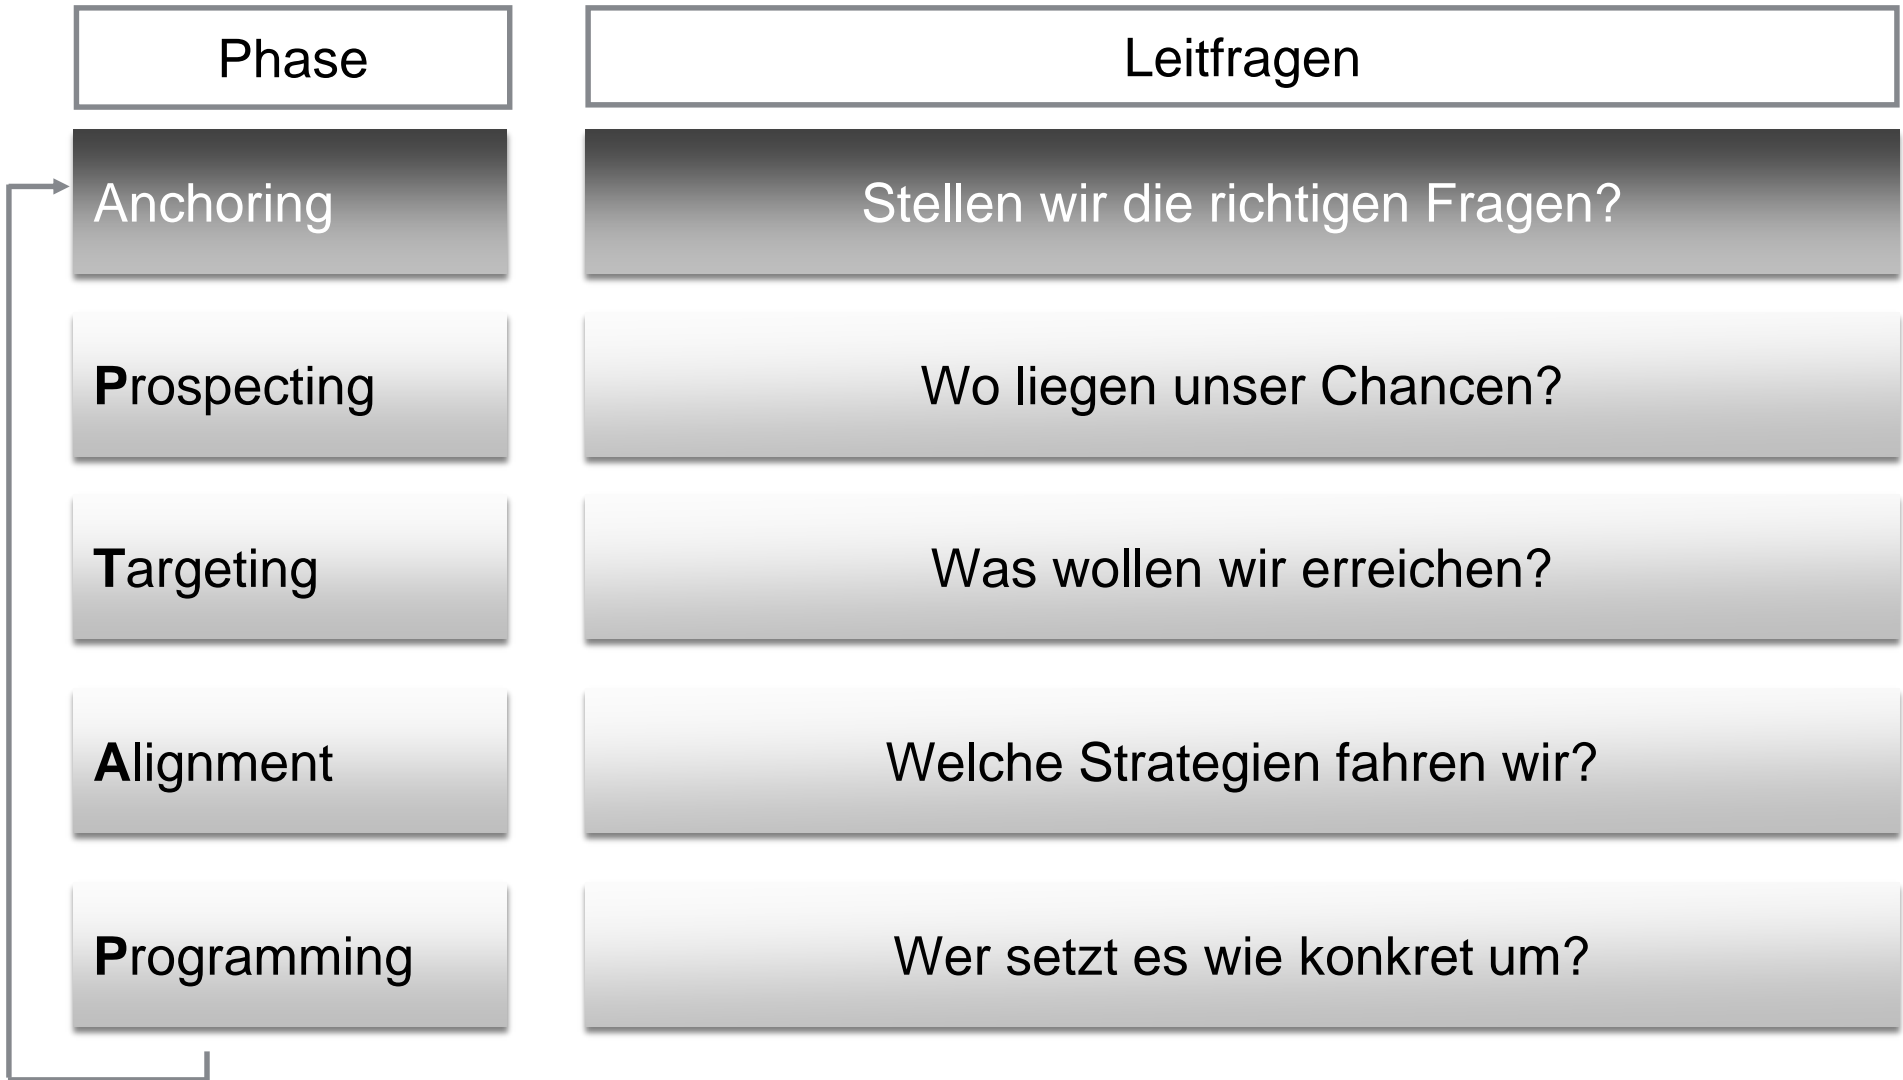 Phase
Leitfragen
Anchoring
Stellen wir die richtigen Fragen?
Prospecting
Wo liegen unser Chancen?
Targeting
Was wollen wir erreichen?
Alignment
Welche Strategien fahren wir?
Programming
Wer setzt es wie konkret um?